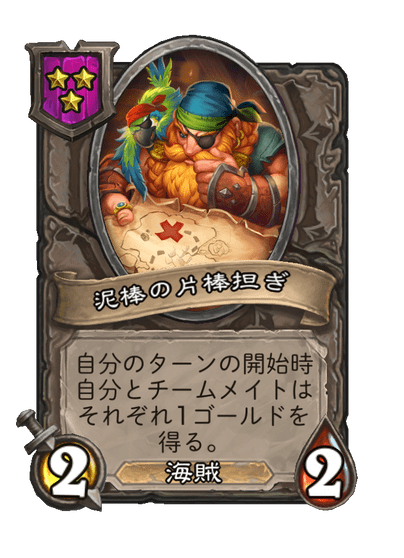 泥棒の片棒担ぎ
自分のターンの開始時
自分とチームメイトは
それぞれ1ゴールドを
得る。
海賊
2
2